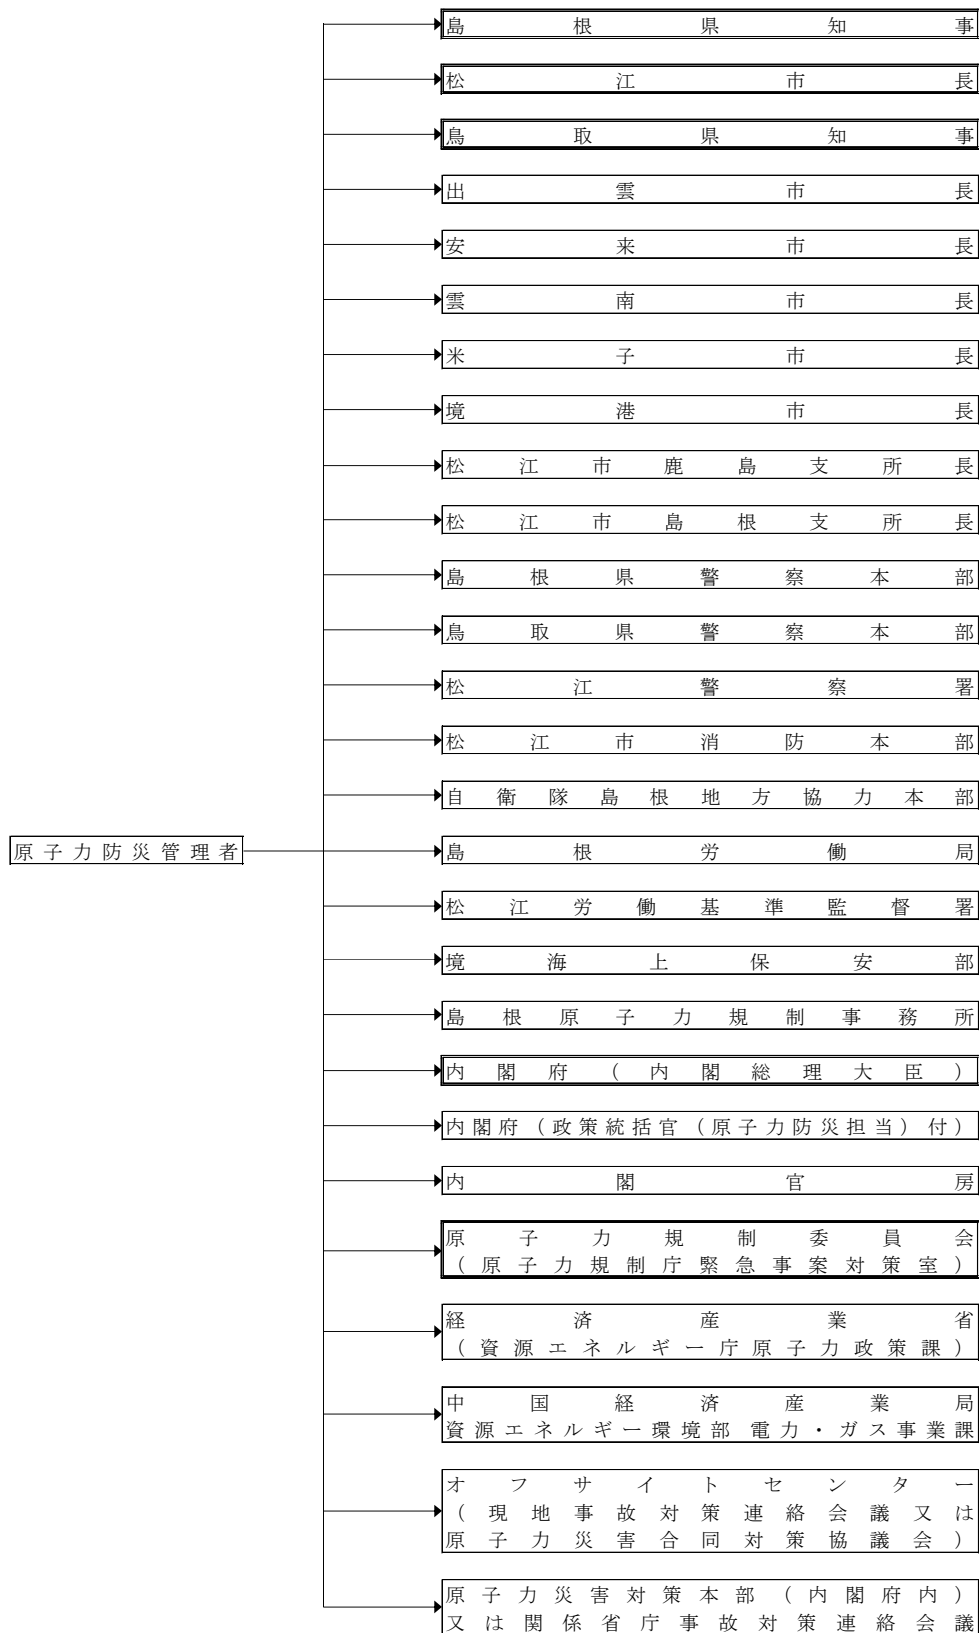 島根県知事
松江市長
鳥取県知事
出雲市長
安来市長
雲南市長
米子市長
境港市長
松江市鹿島支所長
松江市島根支所長
島根県警察本部
鳥取県警察本部
松江警察署
松江市消防本部
自衛隊島根地方協力本部
原子力防災管理者
島根労働局
松江労働基準監督署
境海上保安部
島根原子力規制事務所
内閣府(内閣総理大臣)
内閣府(政策統括官(原子力防災担当)付)
内閣官房
原子力規制委員会
(原子力規制庁緊急事案対策室)
経済産業省
(資源エネルギー庁原子力政策課)
中国経済産業局
資源エネルギー環境部 電力・ガス事業課
オフサイトセンター
(現地事故対策連絡会議又は
原子力災害合同対策協議会)
原子力災害対策本部(内閣府内)
又は関係省庁事故対策連絡会議